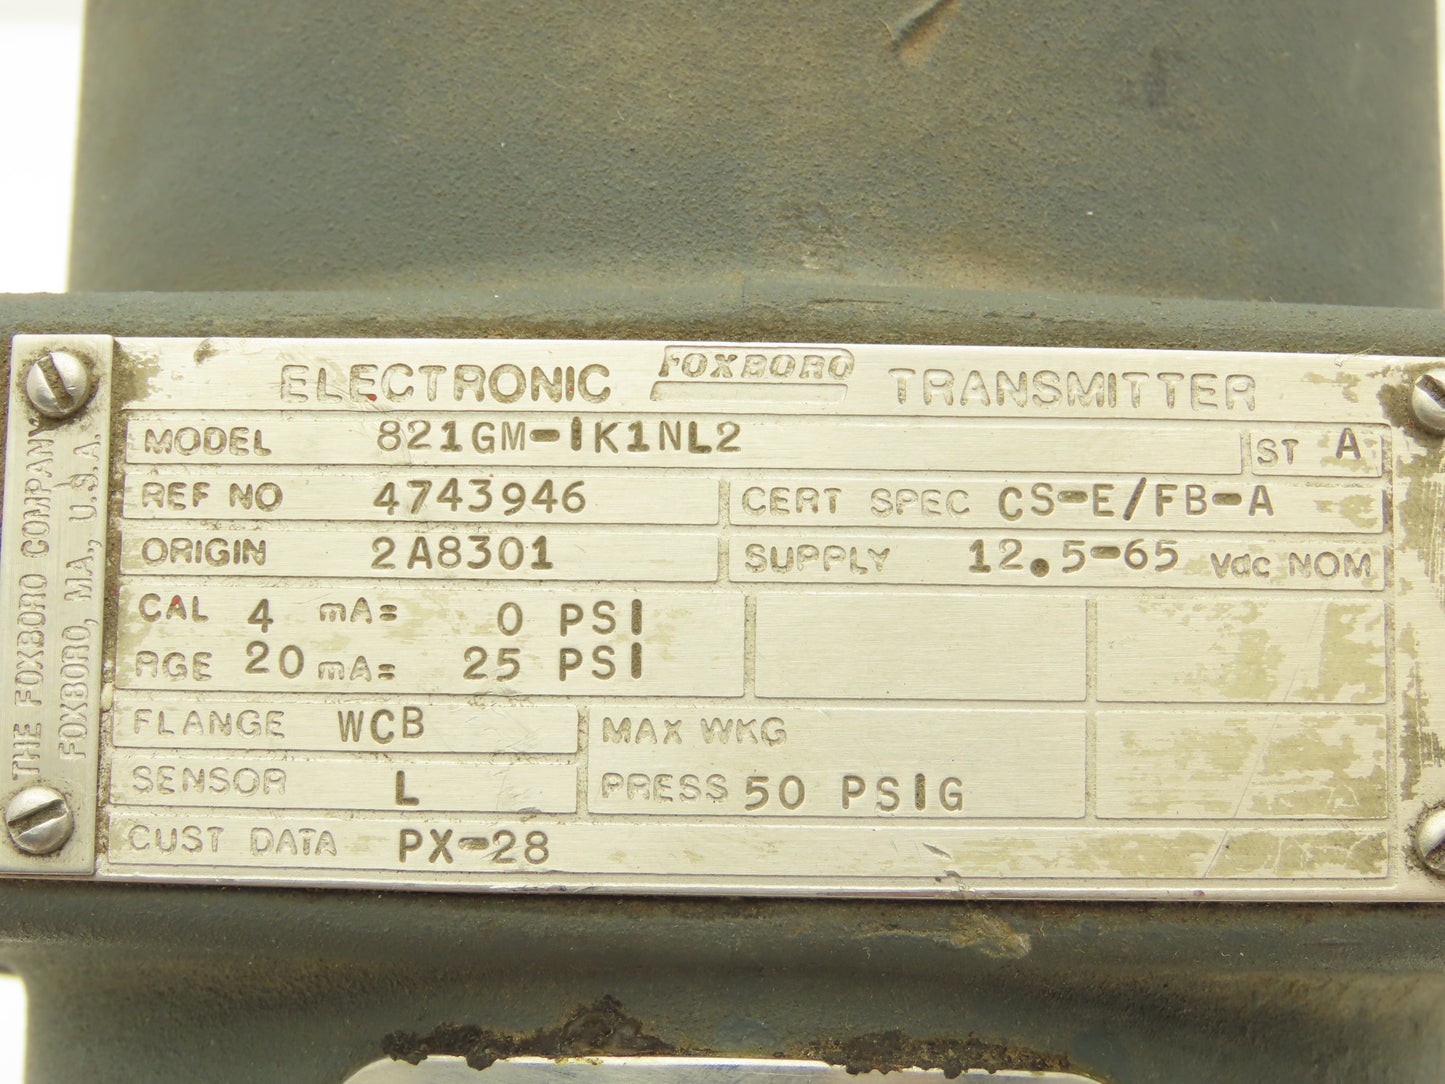 ELECTRONIC FOXBORO TRANSMITTER
MODEL 821GM-IK1NL2 ST A
REF NO 4743946 CERT SPEC CS-E/FB-A
ORIGIN 2A8301 SUPPLY 12.5-65 Vdc NOM
CAL 4 mA= 0 PSI
RGE 20 mA= 25 PSI
FLANGE WCB MAX WKG
SENSOR L PRESS 50 PSIG
CUST DATA PX-28
THE FOXBORO COMPANY
FOXBORO, MA., U.S.A.